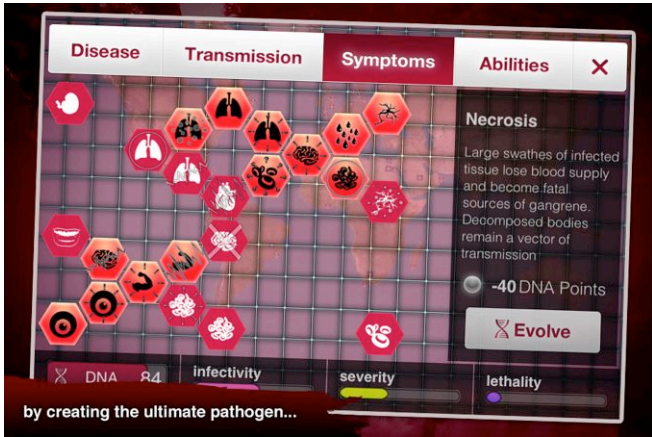 Disease
Transmission
Symptoms
Abilities
X
Necrosis
Large swathes of infected
tissue lose blood supply
and become fatal
sources of gangrene.
Decomposed bodies
remain a vector of
transmission
-40 DNA Points
Evolve
DNA 84
infectivity
severity
lethality
by creating the ultimate pathogen...